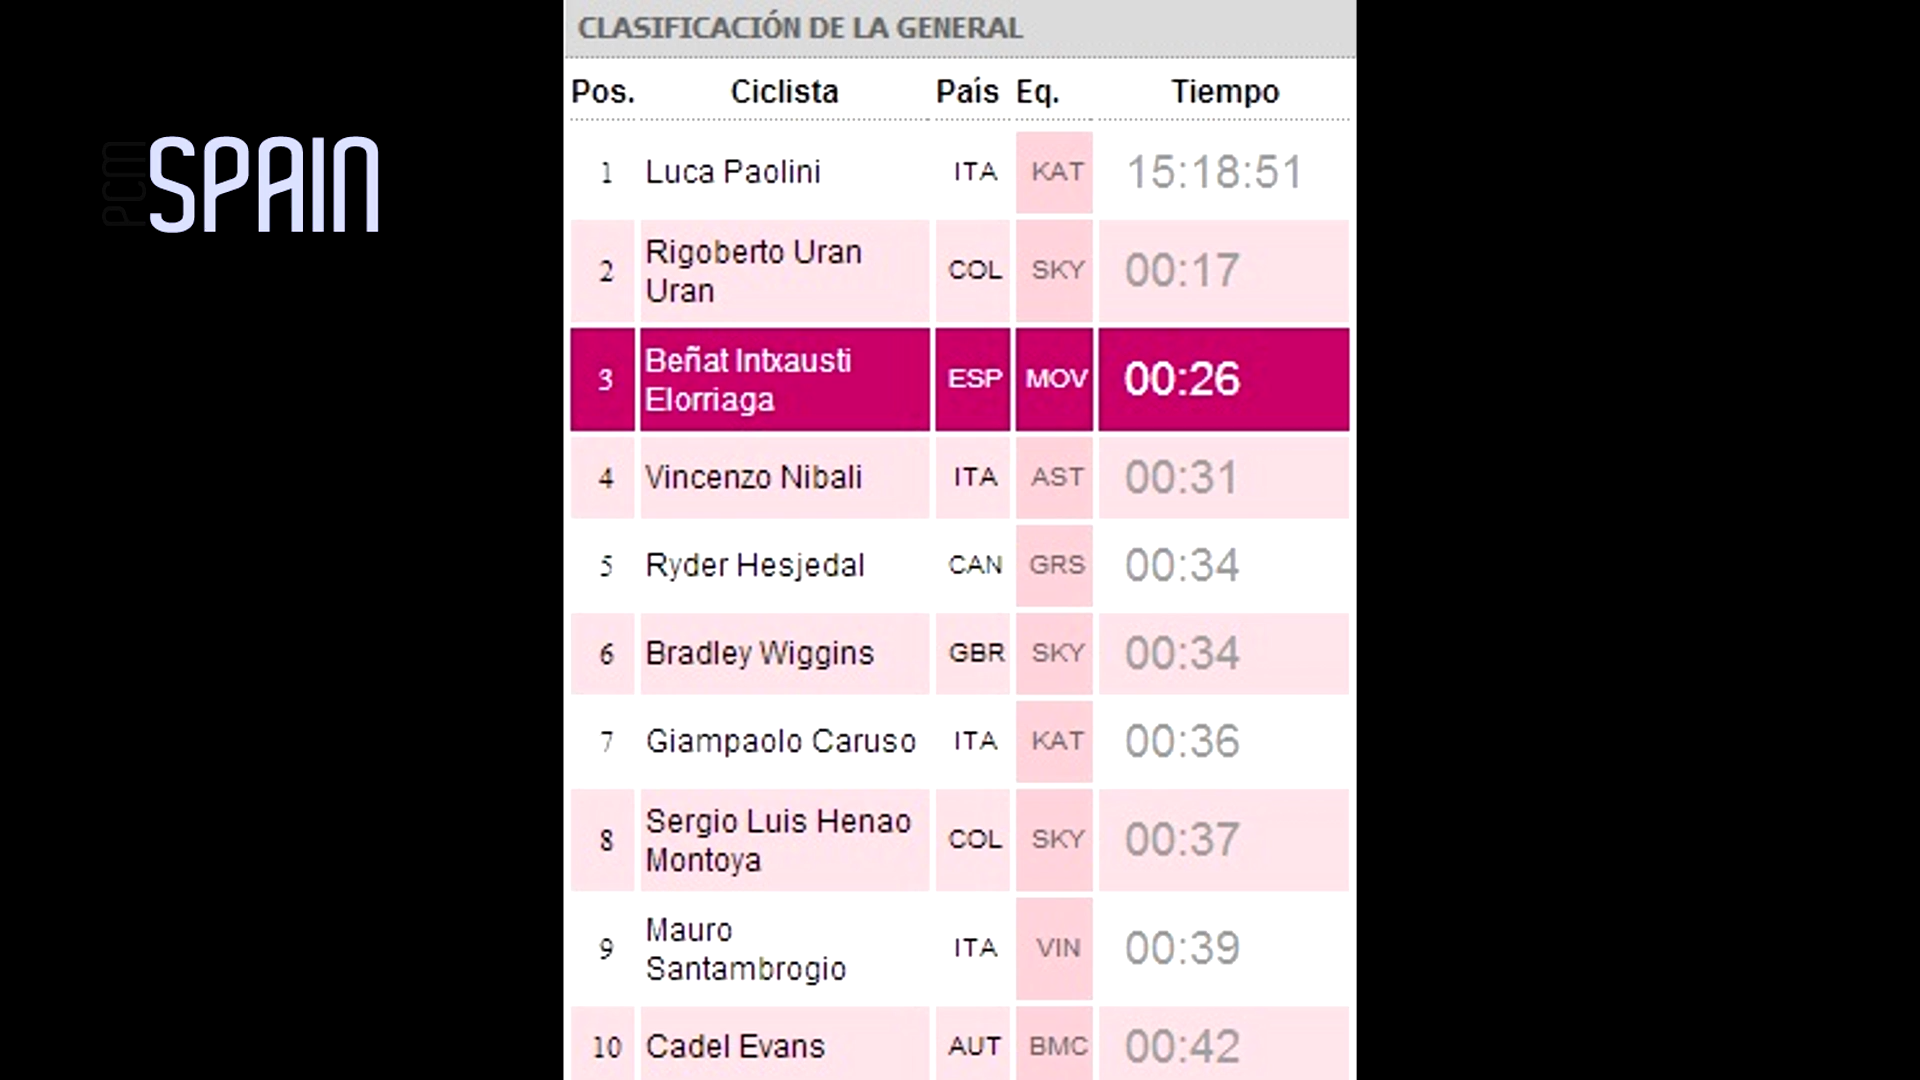 CLASIFICACIÓN DE LA GENERAL
Pos. Ciclista País Eq. Tiempo
PCM SPAIN
1 Luca Paolini ITA KAT 15:18:51
2 Rigoberto Uran Uran COL SKY 00:17
3 Beñat Intxausti Elorriaga ESP MOV 00:26
4 Vincenzo Nibali ITA AST 00:31
5 Ryder Hesjedal CAN GRS 00:34
6 Bradley Wiggins GBR SKY 00:34
7 Giampaolo Caruso ITA KAT 00:36
8 Sergio Luis Henao Montoya COL SKY 00:37
9 Mauro Santambrogio ITA VIN 00:39
10 Cadel Evans AUT BMC 00:42